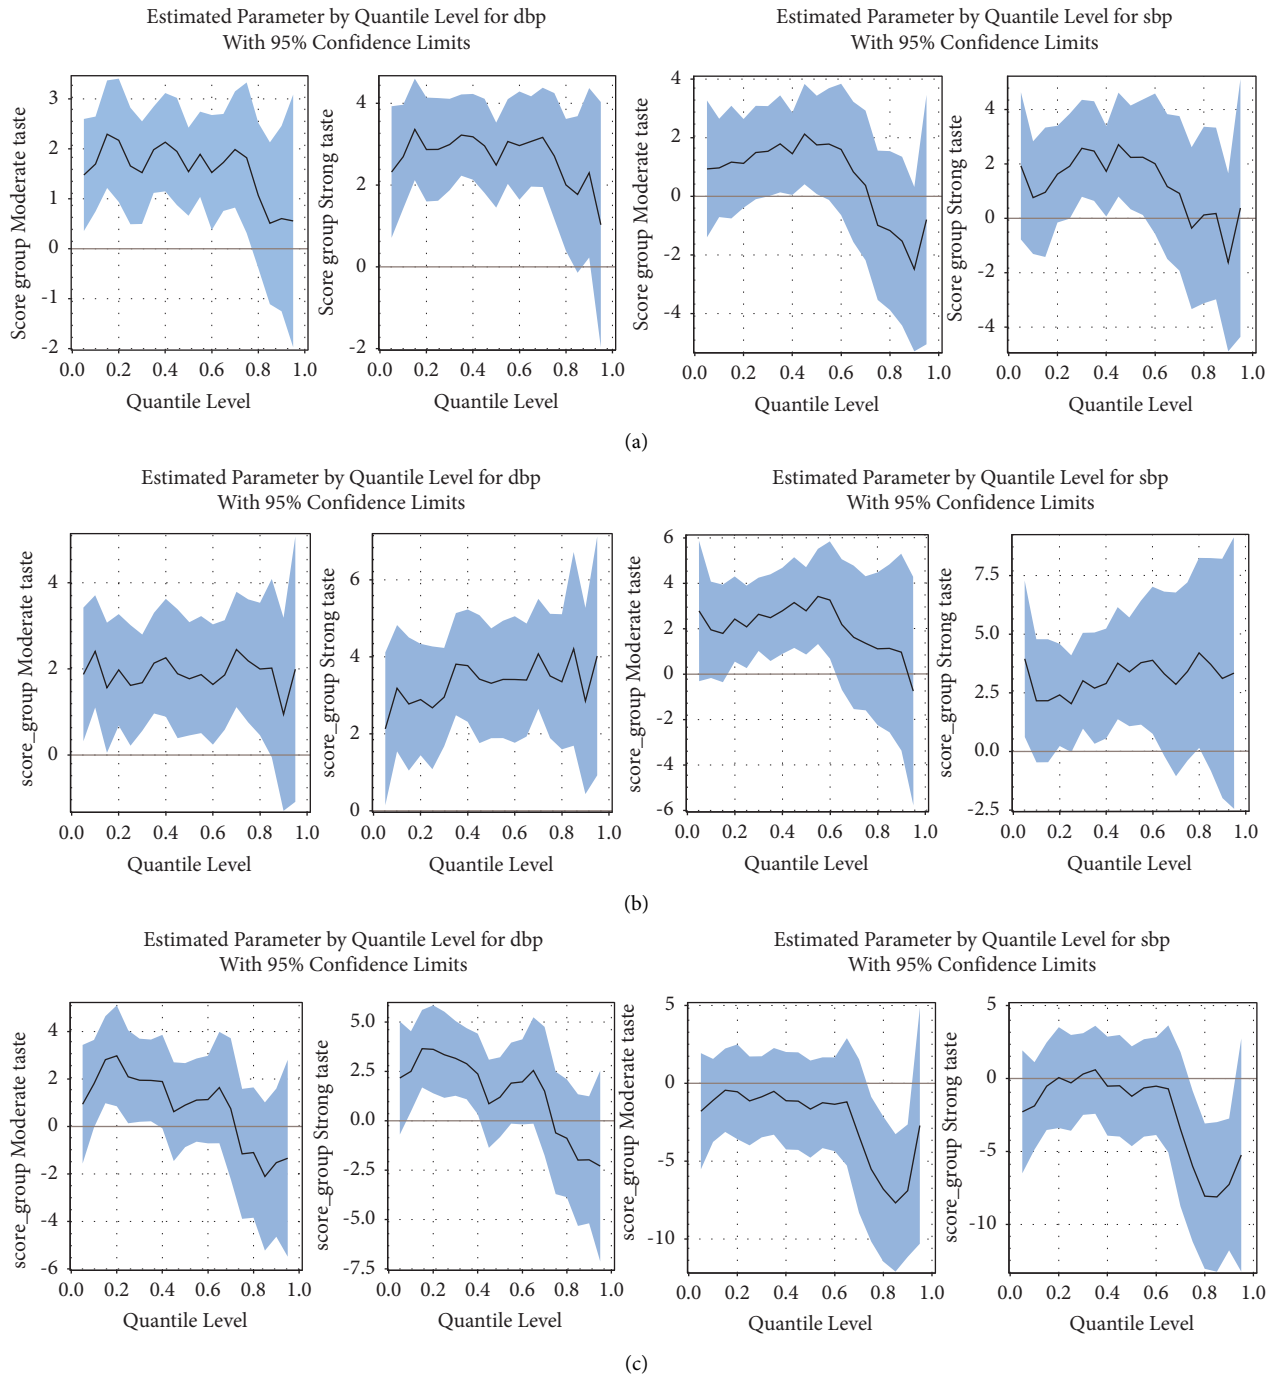 Estimated Parameter by Quantile Level for dbp
With 95% Confidence Limits
Estimated Parameter by Quantile Level for sbp
With 95% Confidence Limits
Score group Moderate taste
3
2
1
0
-1
-2
0.0 0.2 0.4 0.6 0.8 1.0
Quantile Level
Score group Strong taste
4
2
0
-2
0.0 0.2 0.4 0.6 0.8 1.0
Quantile Level
Score group Moderate taste
4
2
0
-2
-4
0.0 0.2 0.4 0.6 0.8 1.0
Quantile Level
Score group Strong taste
4
2
0
-2
-4
0.0 0.2 0.4 0.6 0.8 1.0
Quantile Level
(a)
Estimated Parameter by Quantile Level for dbp
With 95% Confidence Limits
Estimated Parameter by Quantile Level for sbp
With 95% Confidence Limits
score_group Moderate taste
4
2
0
0.0 0.2 0.4 0.6 0.8 1.0
Quantile Level
score_group Strong taste
6
4
2
0
0.0 0.2 0.4 0.6 0.8 1.0
Quantile Level
score_group Moderate taste
6
4
2
0
-2
-4
-6
0.0 0.2 0.4 0.6 0.8 1.0
Quantile Level
score_group Strong taste
7.5
5.0
2.5
0.0
-2.5
0.0 0.2 0.4 0.6 0.8 1.0
Quantile Level
(b)
Estimated Parameter by Quantile Level for dbp
With 95% Confidence Limits
Estimated Parameter by Quantile Level for sbp
With 95% Confidence Limits
score_group Moderate taste
4
2
0
-2
-4
-6
0.0 0.2 0.4 0.6 0.8 1.0
Quantile Level
score_group Strong taste
5.0
2.5
0.0
-2.5
-5.0
-7.5
0.0 0.2 0.4 0.6 0.8 1.0
Quantile Level
score_group Moderate taste
5
0
-5
-10
0.0 0.2 0.4 0.6 0.8 1.0
Quantile Level
score_group Strong taste
5
0
-5
-10
0.0 0.2 0.4 0.6 0.8 1.0
Quantile Level
(c)